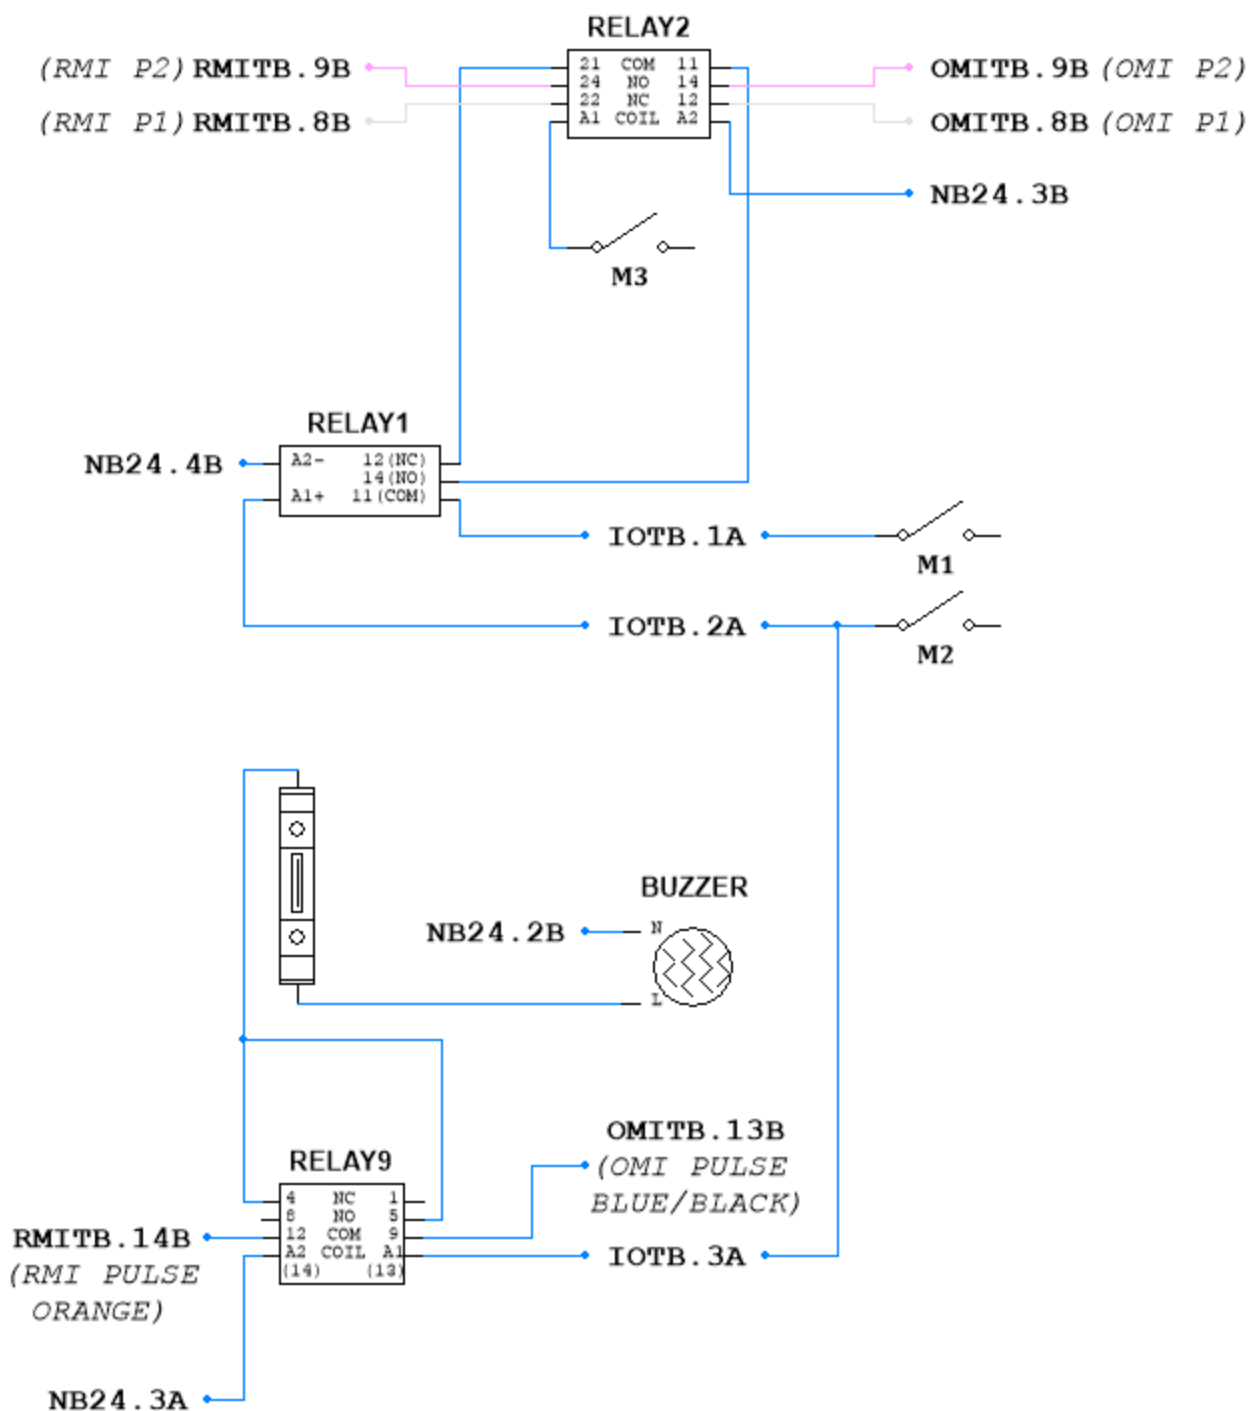 RELAY2
(RMI P2) RMITB.9B
21 COM 11
24 NO 14
22 NC 12
A1 COIL A2
OMITB.9B (OMI P2)
(RMI P1) RMITB.8B
OMITB.8B (OMI P1)
NB24.3B
M3
RELAY1
NB24.4B
A2- 12(NC)
14(NO)
A1+ 11(COM)
IOTB.1A
M1
IOTB.2A
M2
BUZZER
NB24.2B
N
L
OMITB.13B
(OMI PULSE
BLUE/BLACK)
RELAY9
4 NC 1
8 NO 5
12 COM 9
A2 COIL A1
(14) (13)
RMITB.14B
(RMI PULSE
ORANGE)
IOTB.3A
NB24.3A